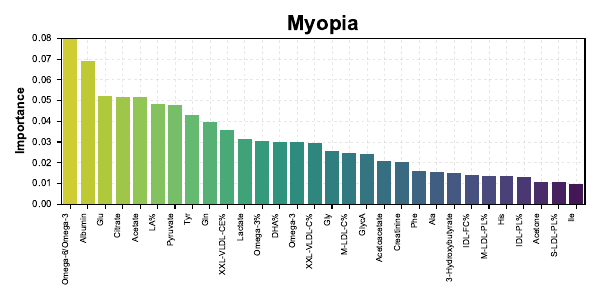 Myopia
Importance
0.08
0.07
0.06
0.05
0.04
0.03
0.02
0.01
0.00
Omega-6/Omega-3
Albumin
Glu
Citrate
Acetate
LA%
Pyruvate
Tyr
Gln
XXL-VLDL-CE%
Lactate
Omega-3%
DHA%
Omega-3
XXL-VLDL-C%
Gly
M-LDL-C%
GlycA
Acetoacetate
Creatinine
Phe
Ala
3-Hydroxybutyrate
IDL-FC%
M-LDL-PL%
His
IDL-PL%
Acetone
S-LDL-PL%
Ile